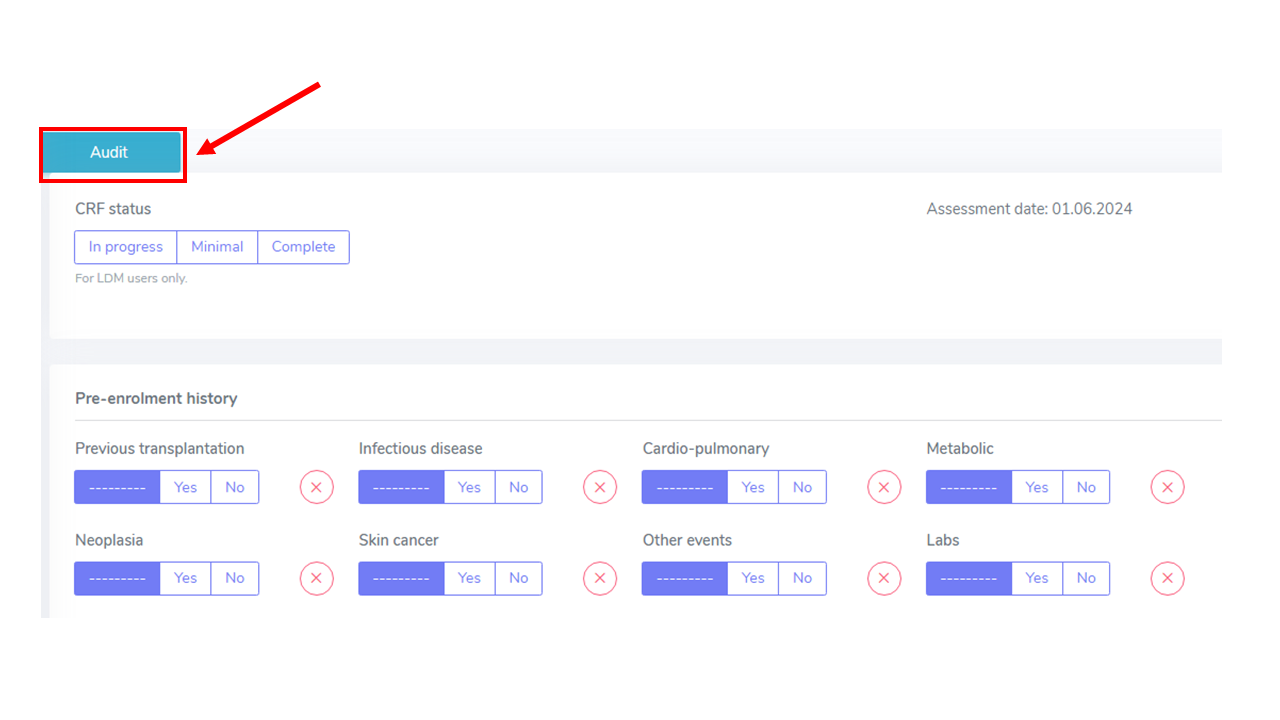 Audit
CRF status
Assessment date: 01.06.2024
In progress Minimal Complete
For LDM users only.
Pre-enrolment history
Previous transplantation Infectious disease Cardio-pulmonary Metabolic
--------- Yes No --------- Yes No --------- Yes No --------- Yes No
Neoplasia Skin cancer Other events Labs
--------- Yes No --------- Yes No --------- Yes No --------- Yes No